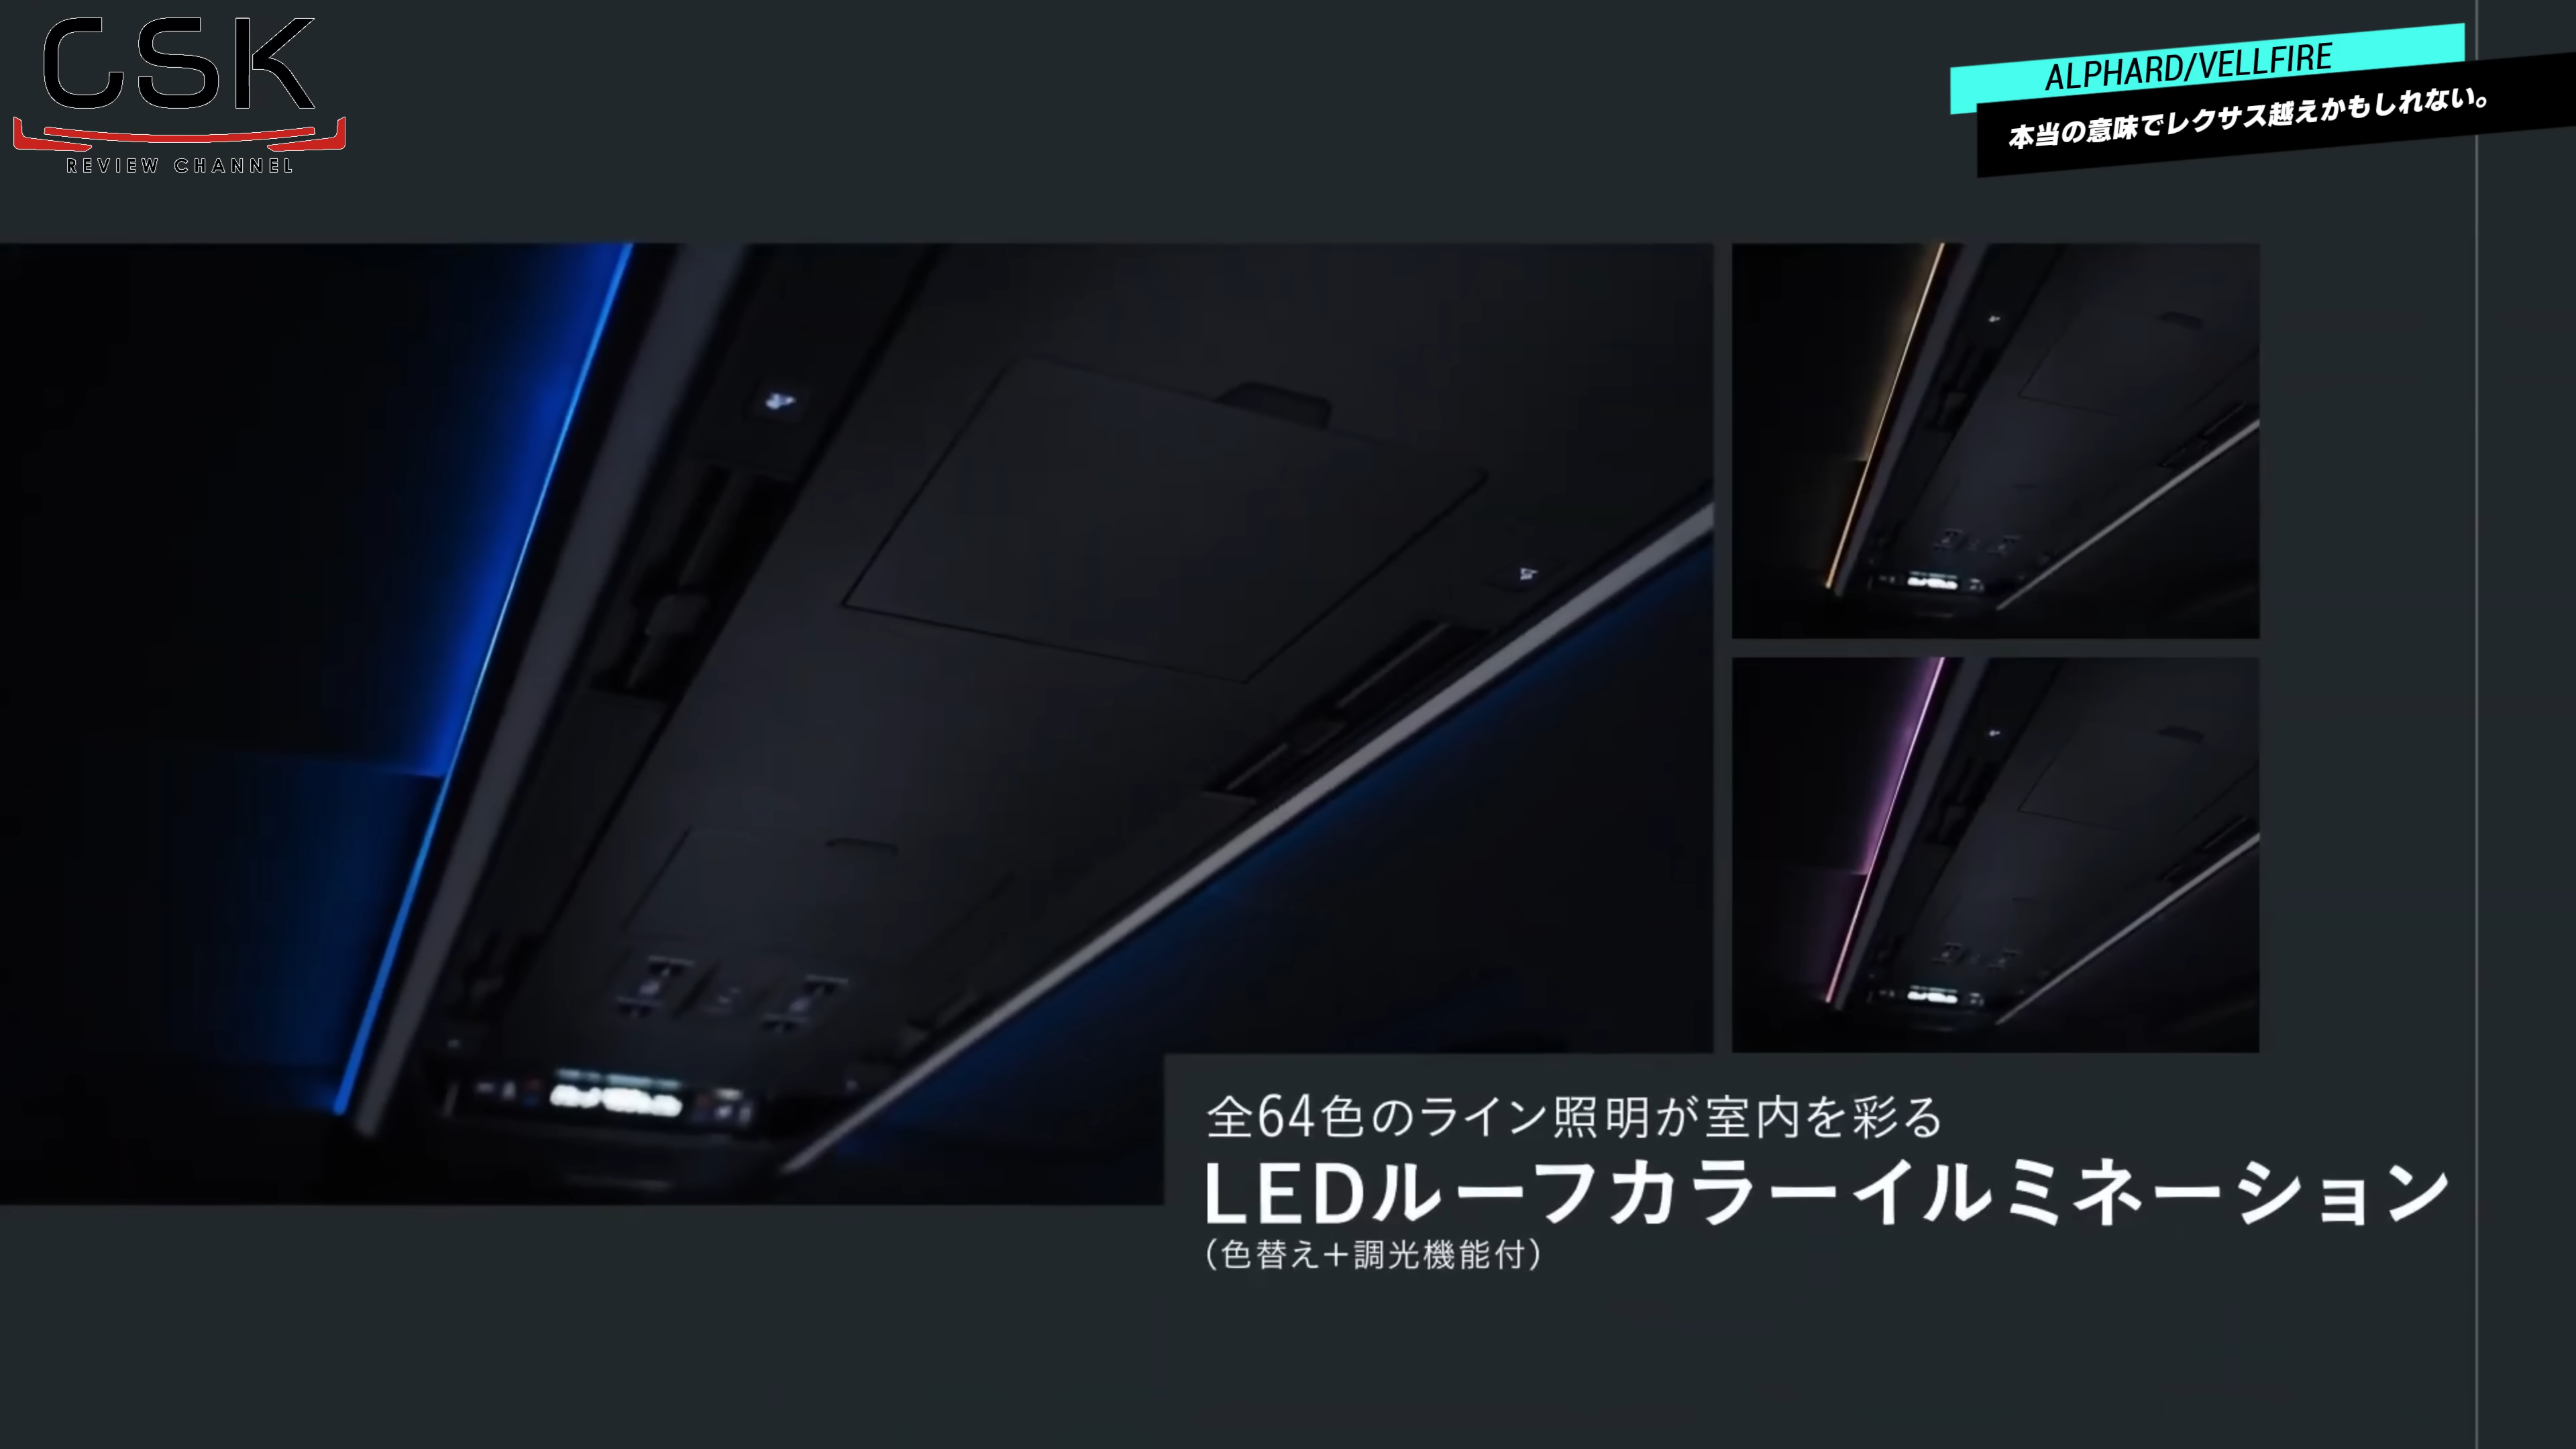 CSK
REVIEW CHANNEL
ALPHARD/VELLFIRE
本当の意味でレクサス越えかもしれない。
全64色のライン照明が室内を彩る
LEDルーフカラーイルミネーション
(色替え+調光機能付)